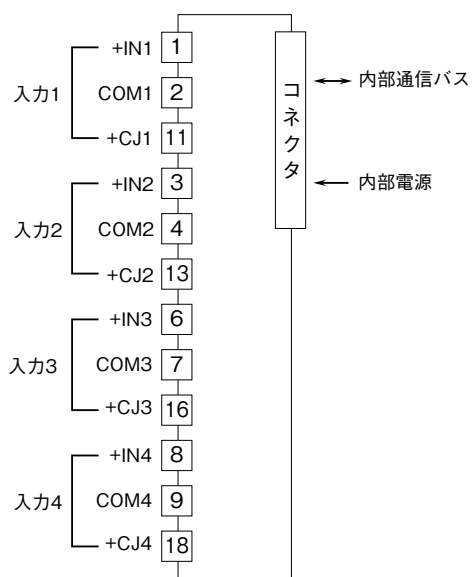 入力1
+IN1 1
COM1 2
+CJ1 11
入力2
+IN2 3
COM2 4
+CJ2 13
入力3
+IN3 6
COM3 7
+CJ3 16
入力4
+IN4 8
COM4 9
+CJ4 18
コネクタ
内部通信バス
内部電源